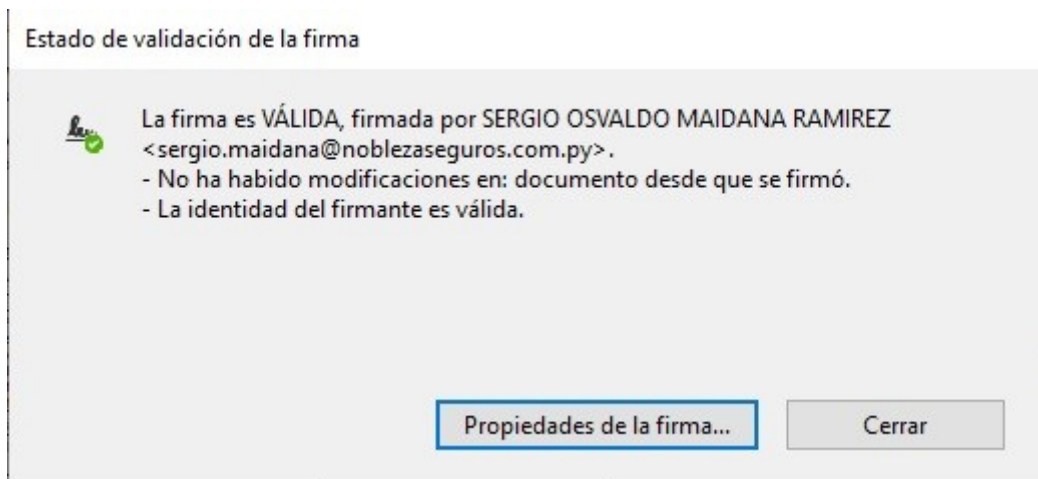 Estado de validación de la firma
La firma es VÁLIDA, firmada por SERGIO OSVALDO MAIDANA RAMIREZ
<sergio.maidana@noblezaseguros.com.py>.
- No ha habido modificaciones en: documento desde que se firmó.
- La identidad del firmante es válida.
Propiedades de la firma...
Cerrar